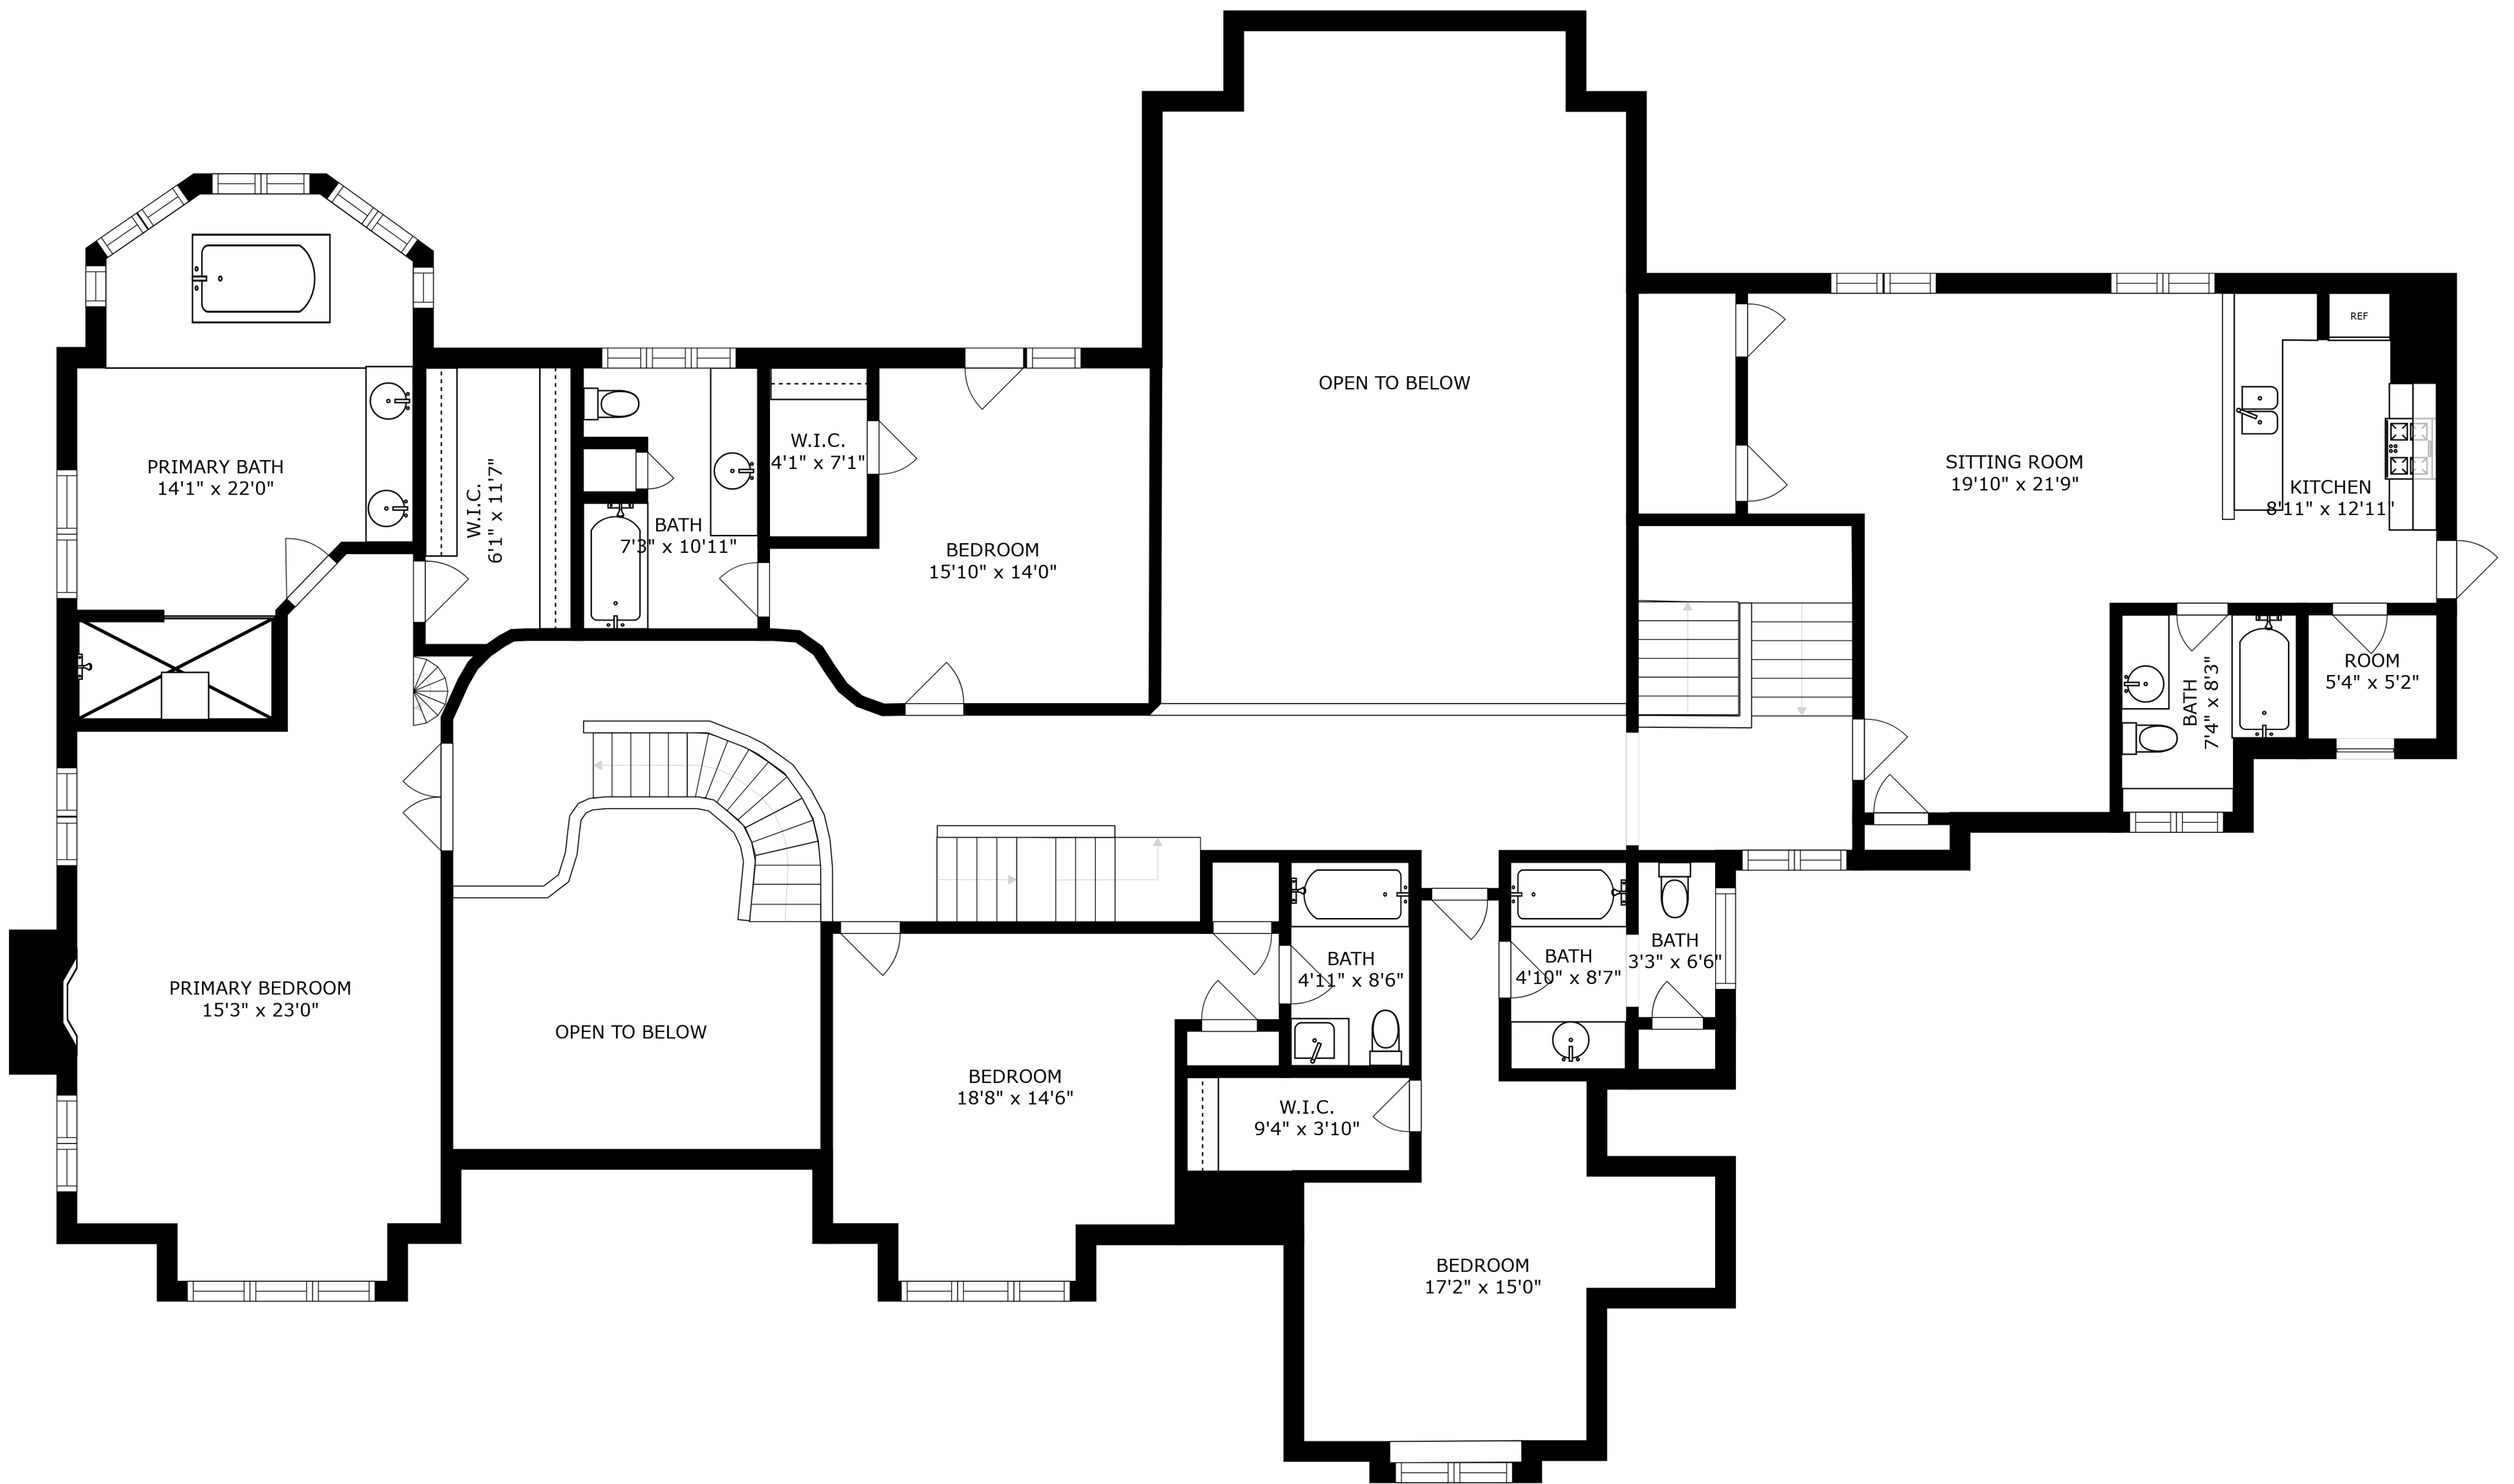 REF
OPEN TO BELOW
PRIMARY BATH
14'1" x 22'0"
W.I.C.
6'1" x 11'7"
BATH
7'3" x 10'11"
W.I.C.
4'1" x 7'1"
BEDROOM
15'10" x 14'0"
SITTING ROOM
19'10" x 21'9"
KITCHEN
8'11" x 12'11"
BATH
7'4" x 8'3"
ROOM
5'4" x 5'2"
PRIMARY BEDROOM
15'3" x 23'0"
OPEN TO BELOW
BEDROOM
18'8" x 14'6"
BATH
4'11" x 8'6"
BATH
4'10" x 8'7"
BATH
3'3" x 6'6"
W.I.C.
9'4" x 3'10"
BEDROOM
17'2" x 15'0"